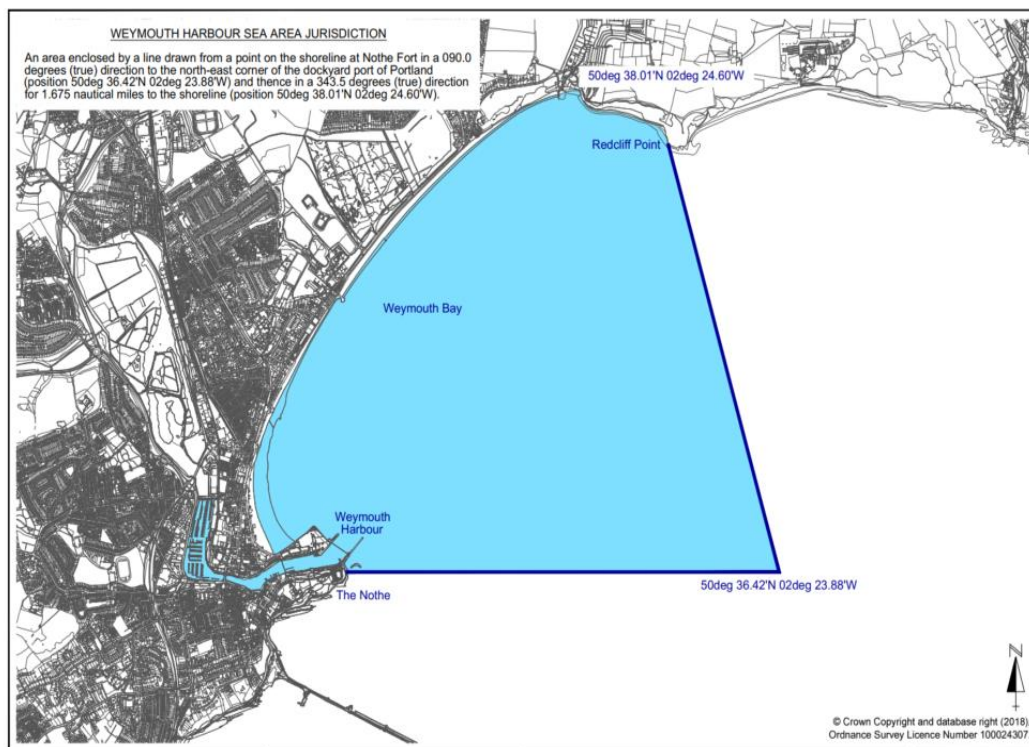 WEYMOUTH HARBOUR SEA AREA JURISDICTION
An area enclosed by a line drawn from a point on the shoreline at Nothe Fort in a 090.0
degrees (true) direction to the north-east corner of the dockyard port of Portland
(position 50deg 36.42'N 02deg 23.88'W) and thence in a 343.5 degrees (true) direction
for 1.675 nautical miles to the shoreline (position 50deg 38.01'N 02deg 24.60'W).
50deg 38.01'N 02deg 24.60'W
Redcliff Point
Weymouth Bay
Weymouth
Harbour
The Nothe
50deg 36.42'N 02deg 23.88'W
N
© Crown Copyright and database right (2018).
Ordnance Survey Licence Number 100024307.